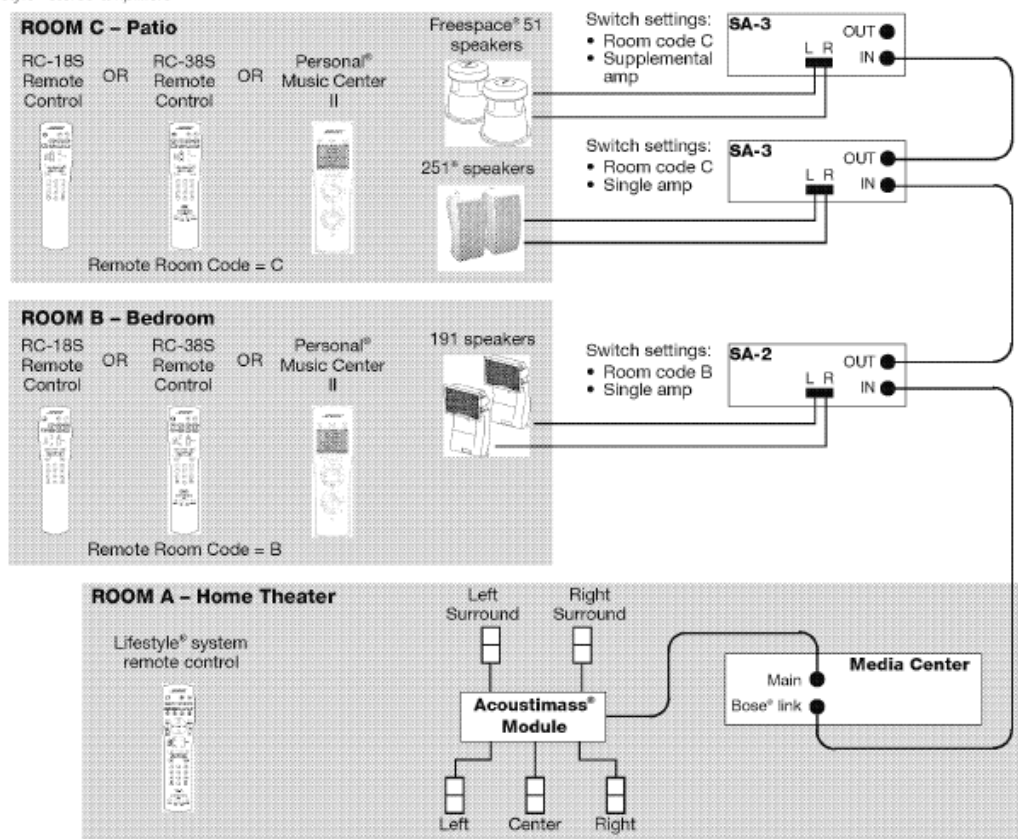 ROOM C – Patio
RC-18S
Remote
Control
OR
RC-38S
Remote
Control
OR
Personal®
Music Center
II
Freespace® 51
speakers
251® speakers
Remote Room Code = C
Switch settings:
• Room code C
• Supplemental
amp
SA-3
L R
OUT
IN
Switch settings:
• Room code C
• Single amp
SA-3
L R
OUT
IN
ROOM B – Bedroom
RC-18S
Remote
Control
OR
RC-38S
Remote
Control
OR
Personal®
Music Center
II
191 speakers
Remote Room Code = B
Switch settings:
• Room code B
• Single amp
SA-2
L R
OUT
IN
ROOM A – Home Theater
Lifestyle® system
remote control
Left
Surround
Right
Surround
Acoustimass®
Module
Left
Center
Right
Media Center
Main
Bose® link